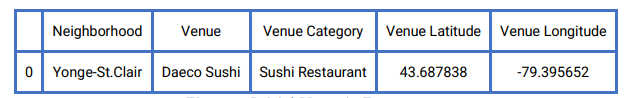 Neighborhood Venue Venue Category Venue Latitude Venue Longitude
0 Yonge-St.Clair Daeco Sushi Sushi Restaurant 43.687838 -79.395652